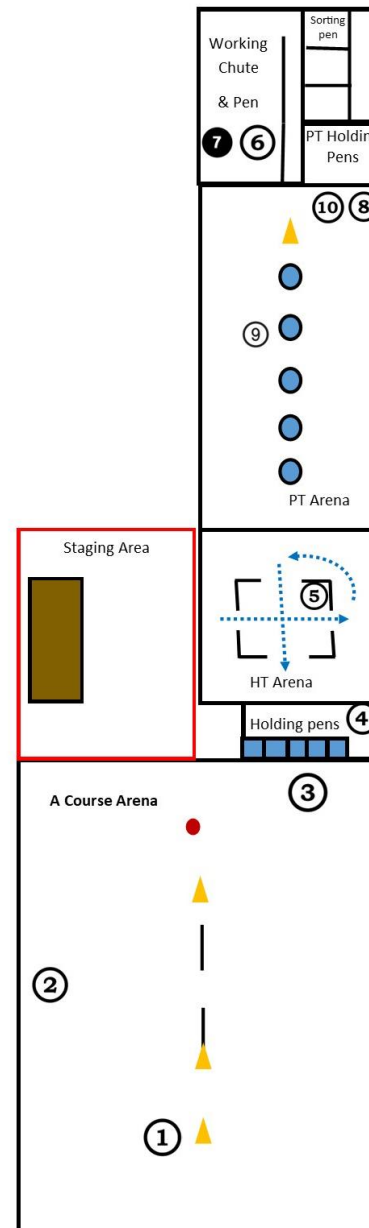 Sorting
pen
Working
Chute
& Pen
7 6
PT Holdin
Pens
10 8
9
PT Arena
Staging Area
5
HT Arena
4
Holding pens
A Course Arena
3
2
1